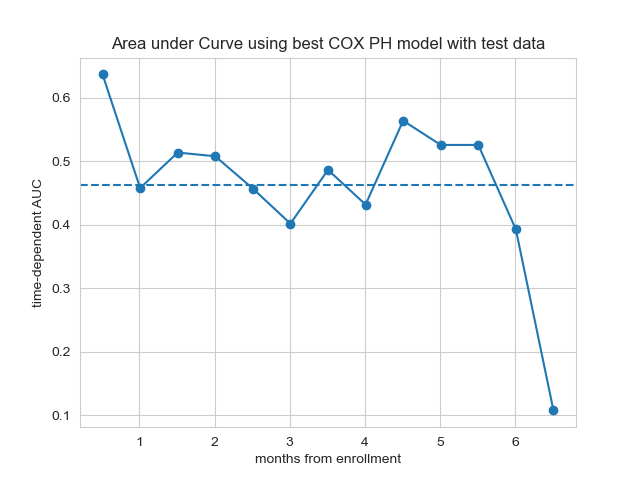 Area under Curve using best COX PH model with test data
time-dependent AUC
0.6
0.5
0.4
0.3
0.2
0.1
1 2 3 4 5 6
months from enrollment